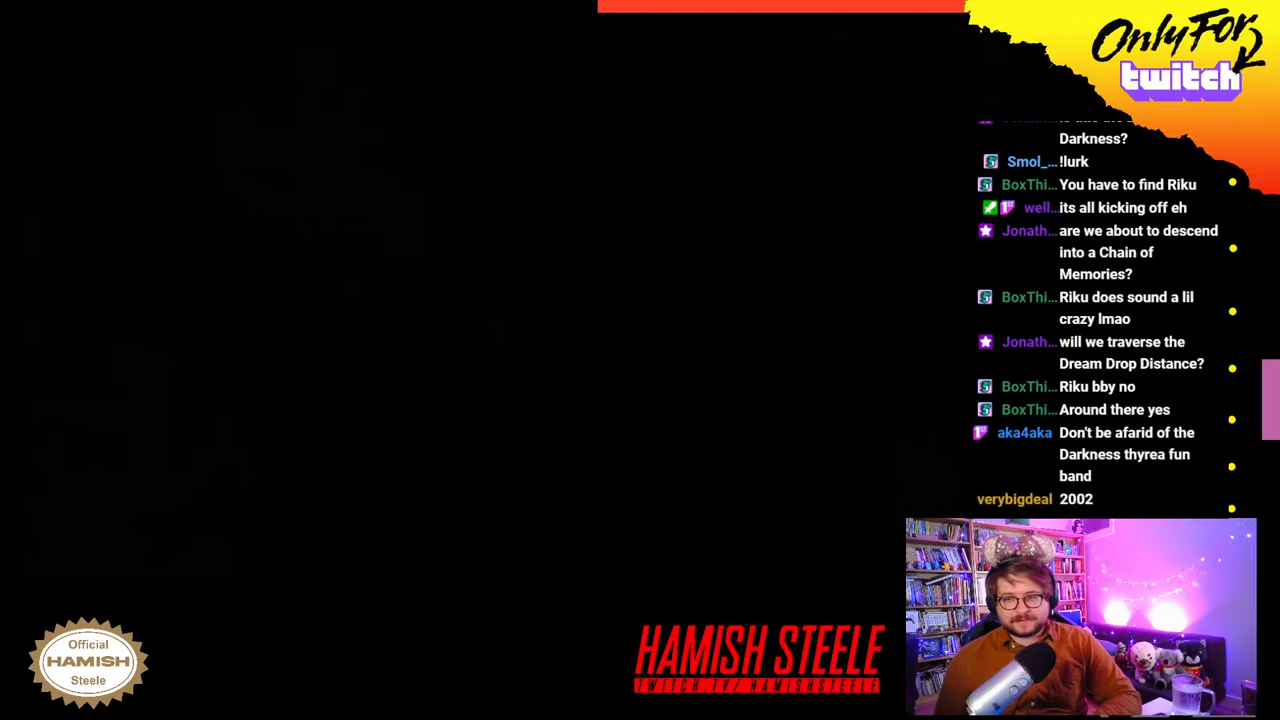 OnlyFor
twitch
Darkness?
Smol_… !lurk
BoxThi… You have to find Riku
well… its all kicking off eh
Jonath… are we about to descend
into a Chain of
Memories?
BoxThi… Riku does sound a lil
crazy lmao
Jonath… will we traverse the
Dream Drop Distance?
BoxThi… Riku bby no
BoxThi… Around there yes
aka4aka Don't be afarid of the
Darkness thyrea fun
band
verybigdeal 2002
Official
HAMISH
Steele
HAMISH STEELE
TWITCH.TV/HAMISHSTEELE